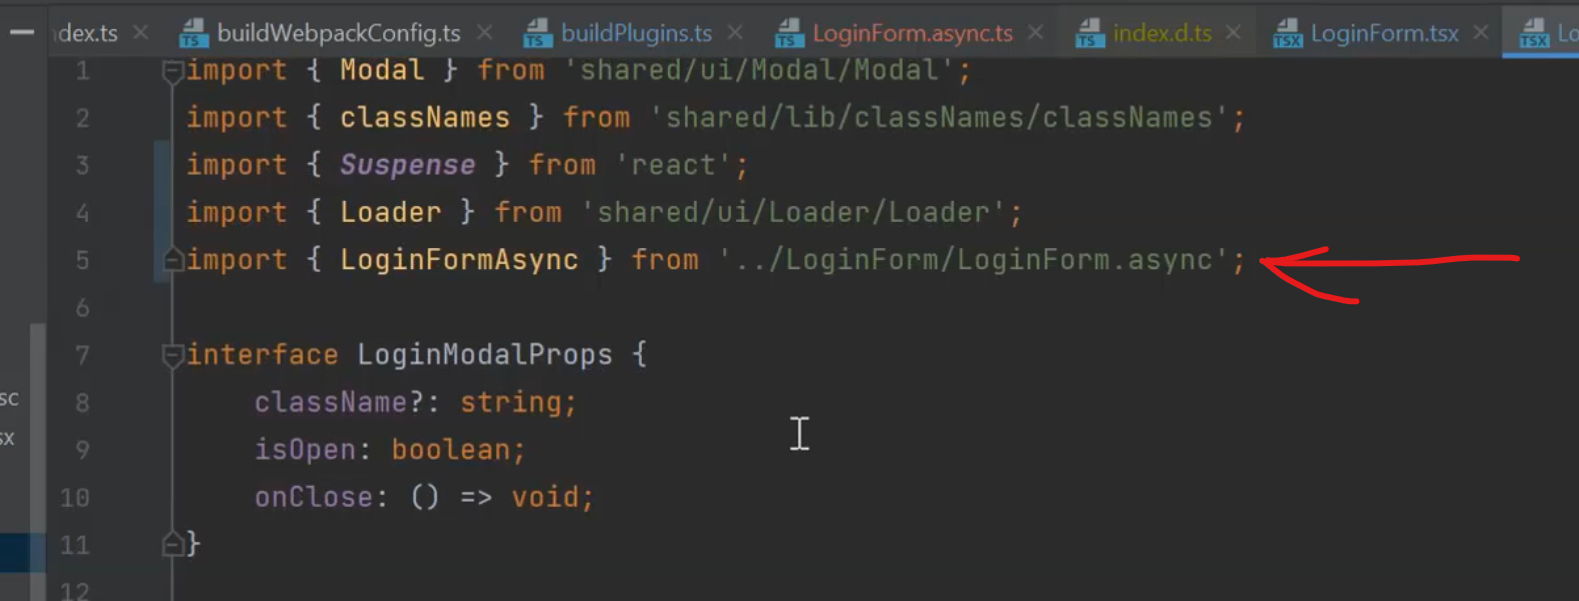 dex.ts
buildWebpackConfig.ts
buildPlugins.ts
LoginForm.async.ts
index.d.ts
LoginForm.tsx
Lo
1 import { Modal } from 'shared/ui/Modal/Modal';
2 import { classNames } from 'shared/lib/classNames/classNames';
3 import { Suspense } from 'react';
4 import { Loader } from 'shared/ui/Loader/Loader';
5 import { LoginFormAsync } from '../LoginForm/LoginForm.async';
6
7 interface LoginModalProps {
8 className?: string;
9 isOpen: boolean;
10 onClose: () => void;
11 }
12
sc
sx